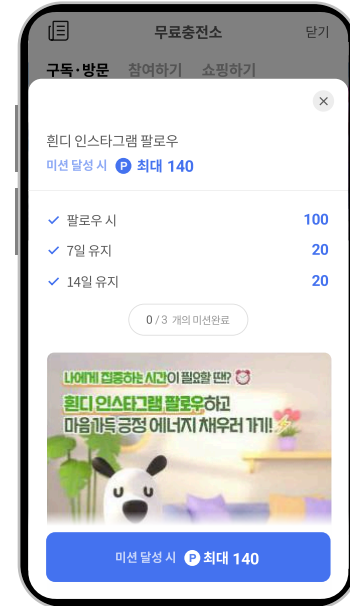 무료충전소
닫기
구독·방문 참여하기 쇼핑하기
흰디 인스타그램 팔로우
미션 달성 시 P 최대 140
팔로우 시 100
7일 유지 20
14일 유지 20
0 / 3 개의 미션완료
나에게 집중하는 시간이 필요할 땐!?
흰디 인스타그램 팔로우하고
마음가득 긍정 에너지 채우러 가기!
미션 달성 시 P 최대 140